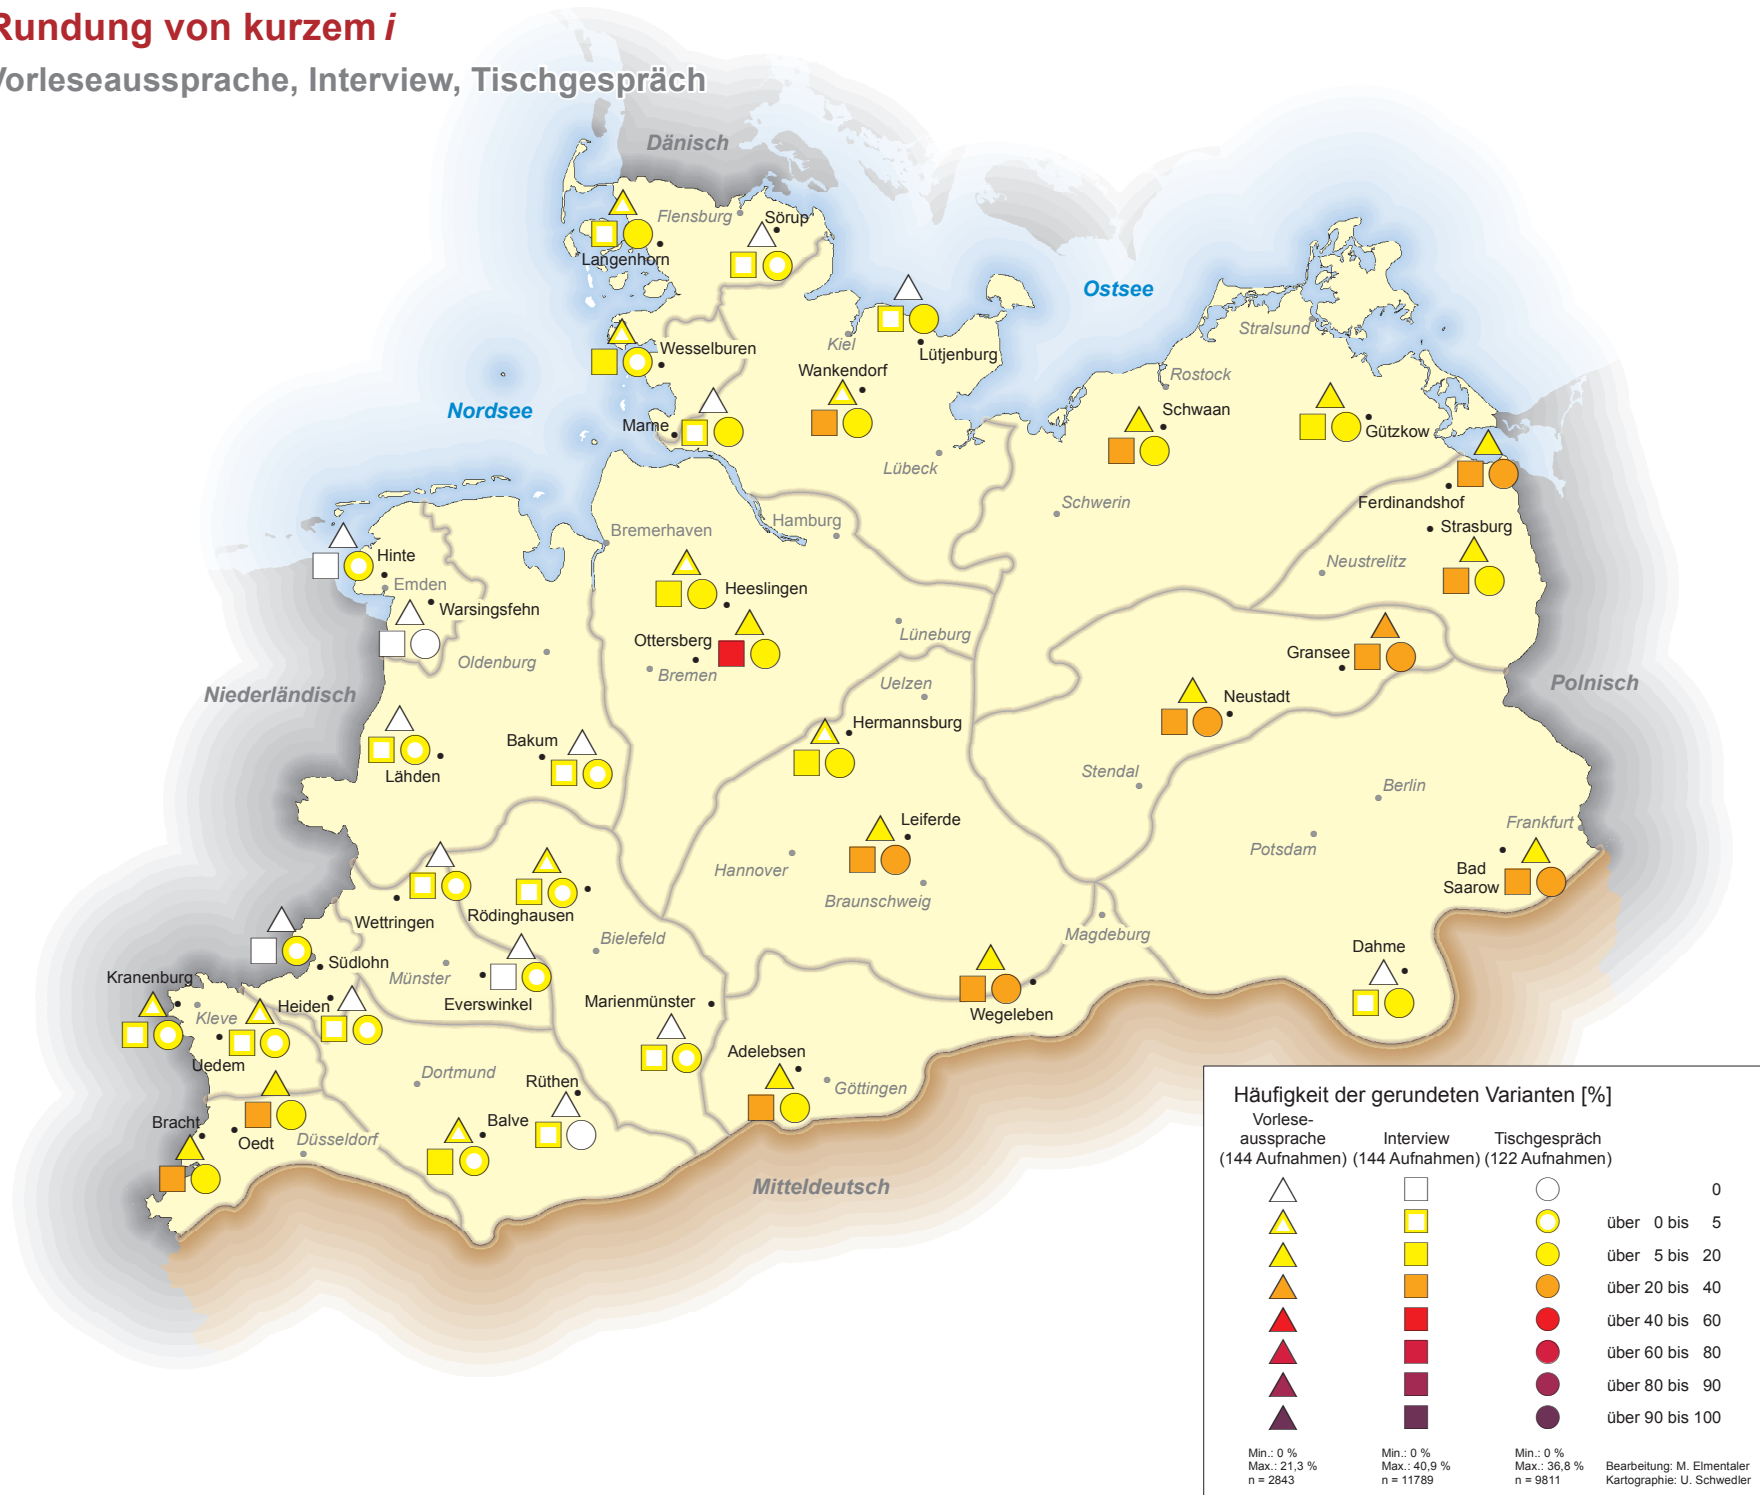 Rundung von kurzem i
Vorleseaussprache, Interview, Tischgespräch
Dänisch
Flensburg
Sörup
Langenhorn
Ostsee
Stralsund
Kiel
Lütjenburg
Wesselburen
Wankendorf
Rostock
Nordsee
Schwaan
Marne
Gützkow
Lübeck
Ferdinandshof
Schwerin
Strasburg
Hamburg
Bremerhaven
Hinte
Neustrelitz
Emden
Heeslingen
Warsingsfehn
Lüneburg
Ottersberg
Gransee
Oldenburg
Bremen
Niederländisch
Uelzen
Polnisch
Neustadt
Hermannsburg
Bakum
Lähden
Stendal
Berlin
Leiferde
Frankfurt
Hannover
Potsdam
Bad
Saarow
Braunschweig
Wettringen
Rödinghausen
Bielefeld
Magdeburg
Dahme
Südlohn
Kranenburg
Münster
Heiden
Everswinkel
Marienmünster
Wegeleben
Kleve
Uedem
Adelebsen
Dortmund
Rüthen
Göttingen
Bracht
Balve
Oedt
Düsseldorf
Mitteldeutsch
Häufigkeit der gerundeten Varianten [%]
Vorlese-
aussprache Interview Tischgespräch
(144 Aufnahmen) (144 Aufnahmen) (122 Aufnahmen)
0
über 0 bis 5
über 5 bis 20
über 20 bis 40
über 40 bis 60
über 60 bis 80
über 80 bis 90
über 90 bis 100
Min.: 0 % Min.: 0 % Min.: 0 %
Max.: 21,3 % Max.: 40,9 % Max.: 36,8 % Bearbeitung: M. Elmentaler
n = 2843 n = 11789 n = 9811 Kartographie: U. Schwedler